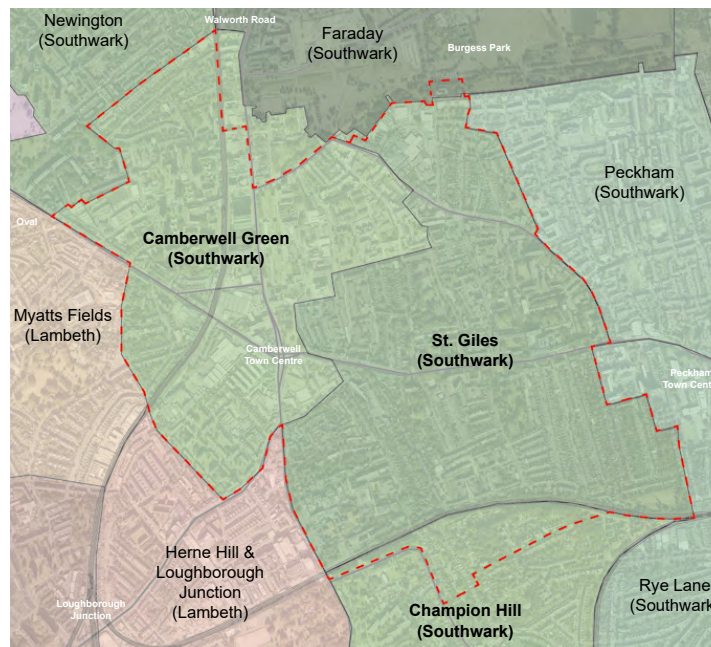 Newington
(Southwark)
Walworth Road
Faraday
(Southwark)
Burgess Park
Peckham
(Southwark)
Oval
Camberwell Green
(Southwark)
Myatts Fields
(Lambeth)
St. Giles
(Southwark)
Camberwell
Town Centre
Peckham
Town Cent
Herne Hill &
Loughborough
Junction
(Lambeth)
Loughborough
Junction
Champion Hill
(Southwark)
Rye Lane
(Southwark